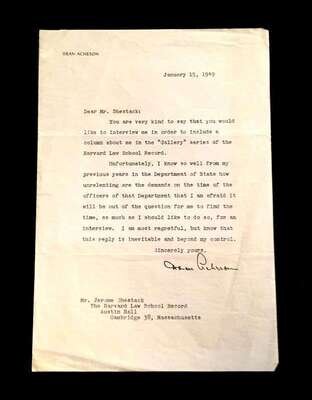 DEAN ACHESON
January 15, 1949
Dear Mr. Shestack:
You are very kind to say that you would
like to interview me in order to include a
column about me in the "Gallery" series of the
Harvard Law School Record.
Unfortunately, I know so well from my
previous years in the Department of State how
unrelenting are the demands on the time of the
officers of that Department that I am afraid it
will be out of the question for me to find the
time, as much as I should like to do so, for an
interview. I am most regretful, but know that
this reply is inevitable and beyond my control.
Sincerely yours,
Dean Acheson
Mr. Jerome Shestack
The Harvard Law School Record
Austin Hall
Cambridge 38, Massachusetts